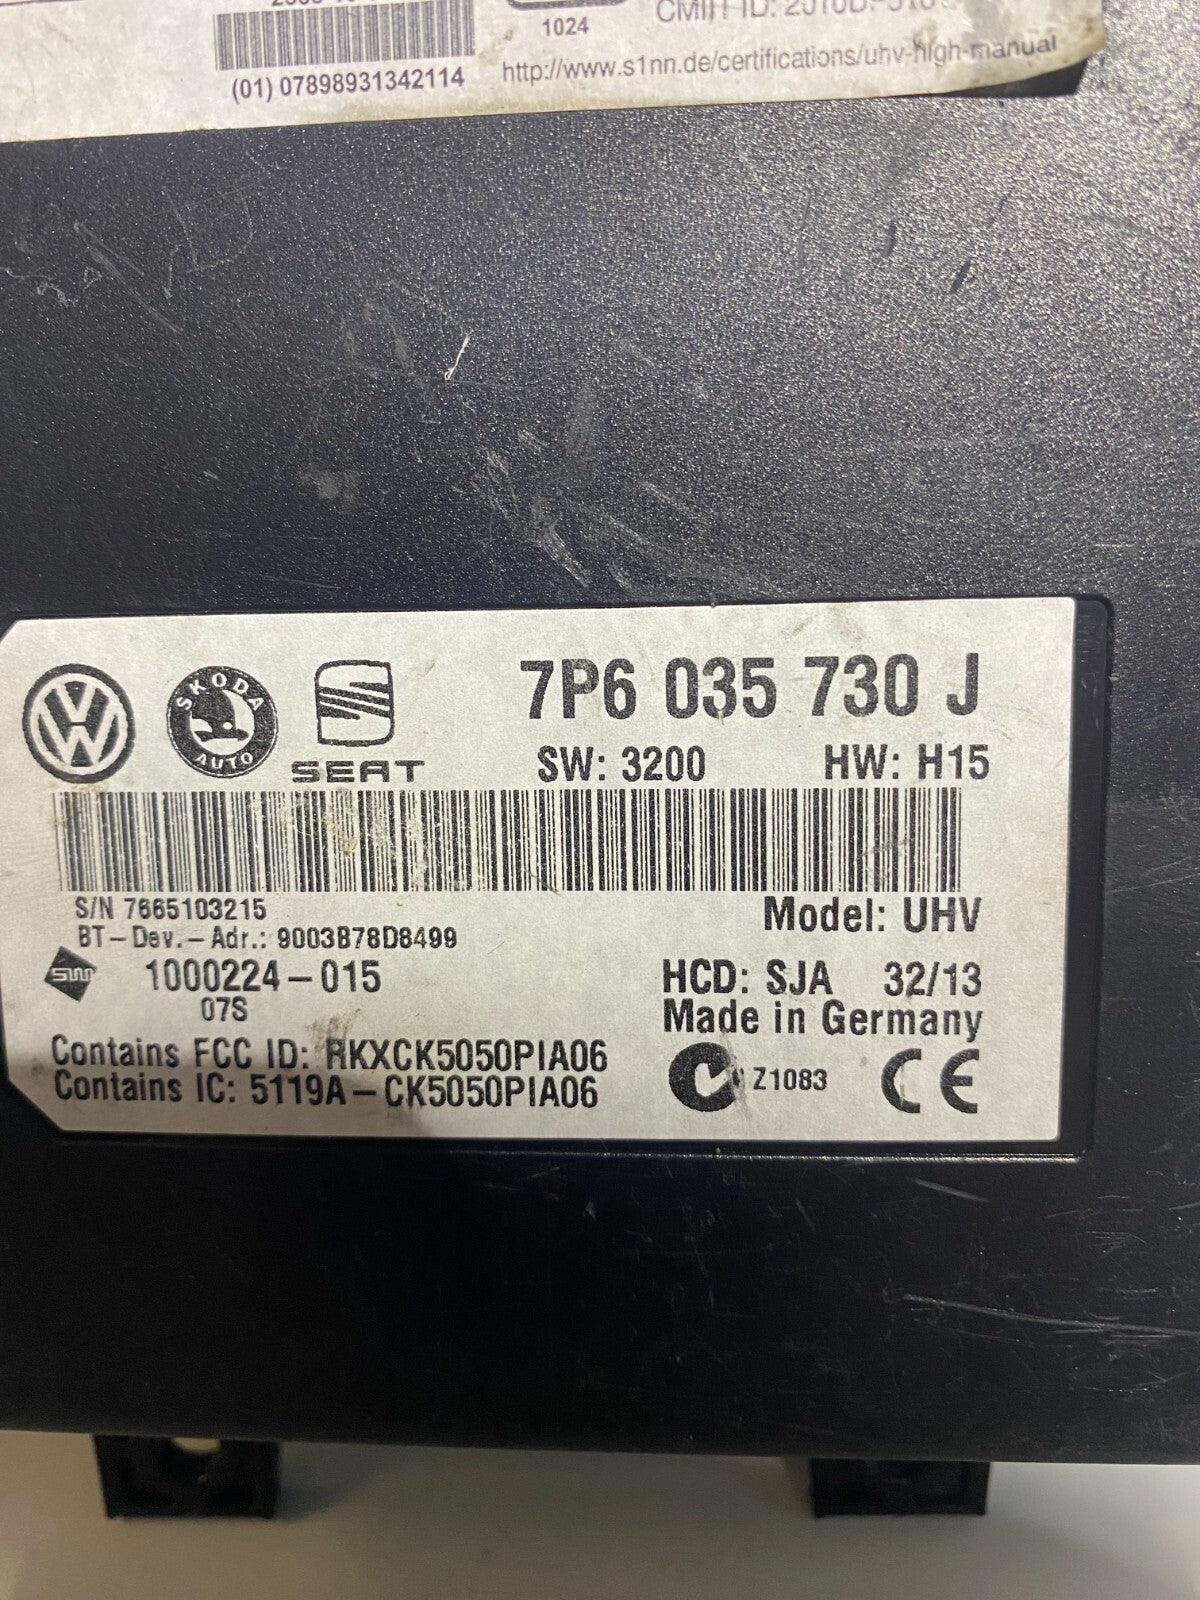 1024
(01) 07898931342114
http://www.s1nn.de/certifications/uhv-high-manual
SKODA
AUTO
SEAT
7P6 035 730 J
SW: 3200 HW: H15
S/N 7665103215
Model: UHV
BT-Dev.-Adr.: 9003B78D8499
1000224-015
07S
HCD: SJA 32/13
Made in Germany
Contains FCC ID: RKXCK5050PIA06
Contains IC: 5119A-CK5050PIA06
Z1083 CE